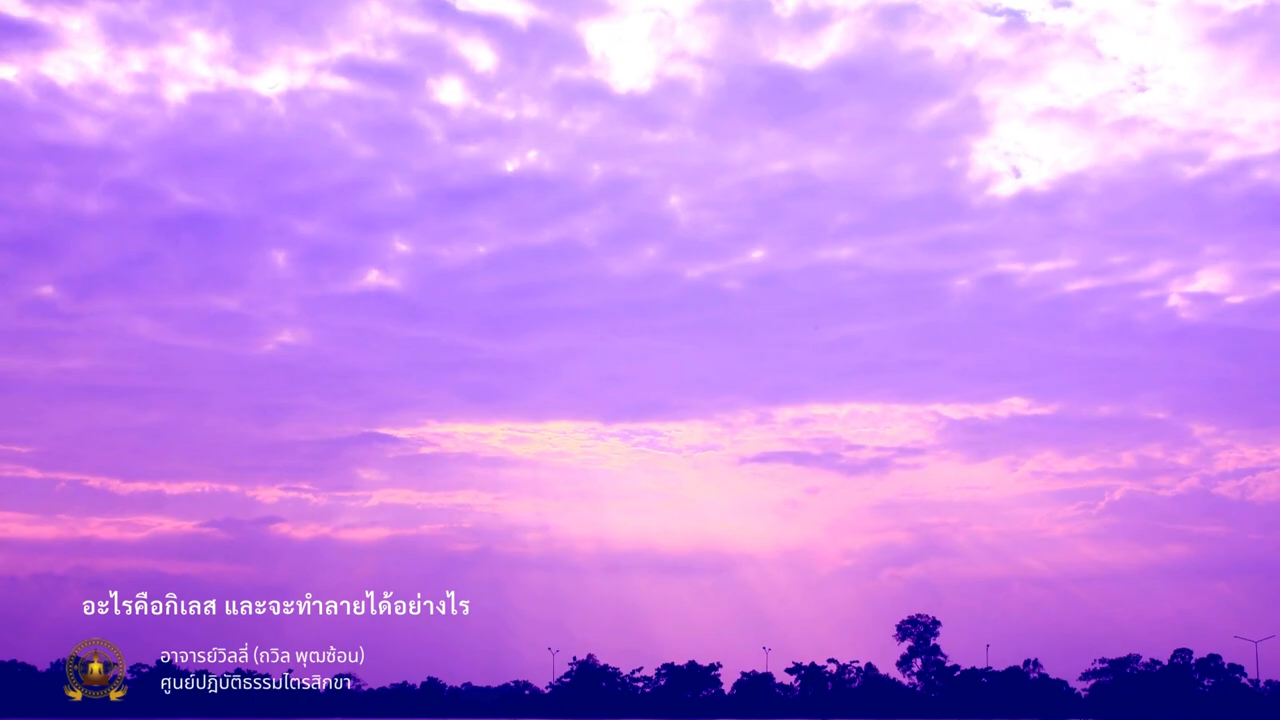 อะไรคือกิเลส และจะทำลายได้อย่างไร
อาจารย์วิลลี่ (ถวิล พุฒซ้อน)
ศูนย์ปฎิบัติธรรมไตรสิกขา